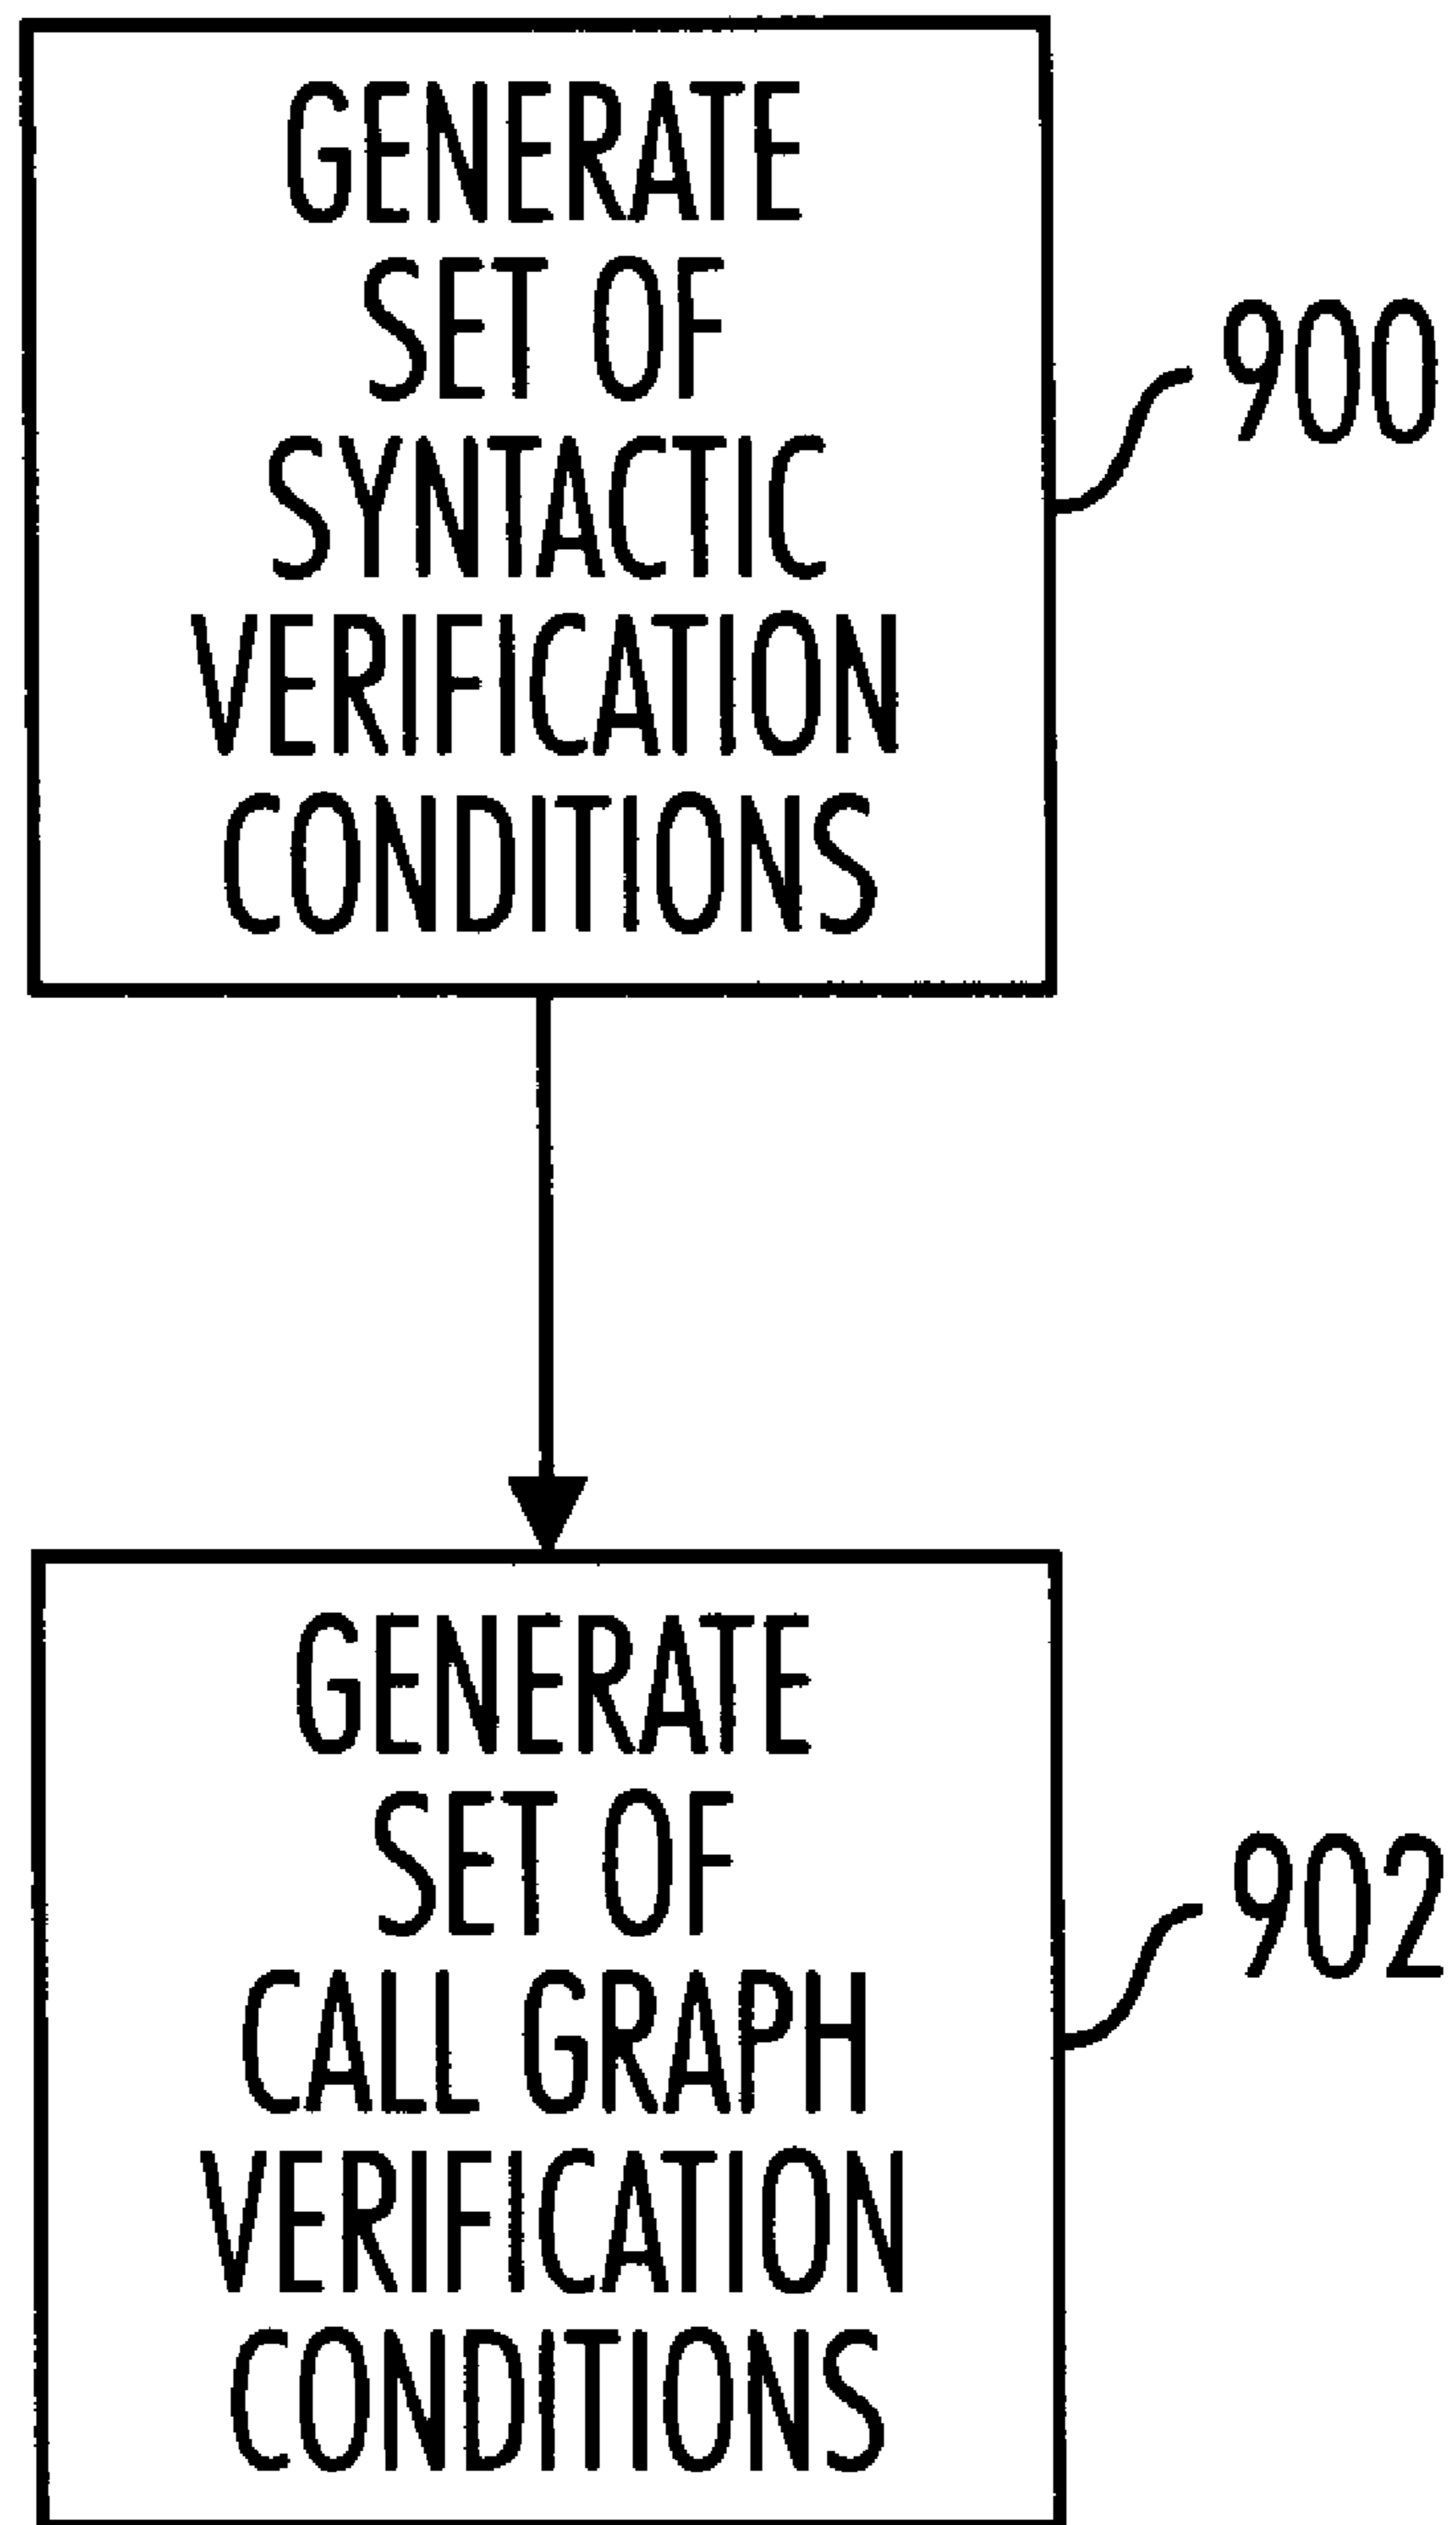 GENERATE
SET OF
SYNTACTIC
VERIFICATION
CONDITIONS
900
GENERATE
SET OF
CALL GRAPH
VERIFICATION
CONDITIONS
902